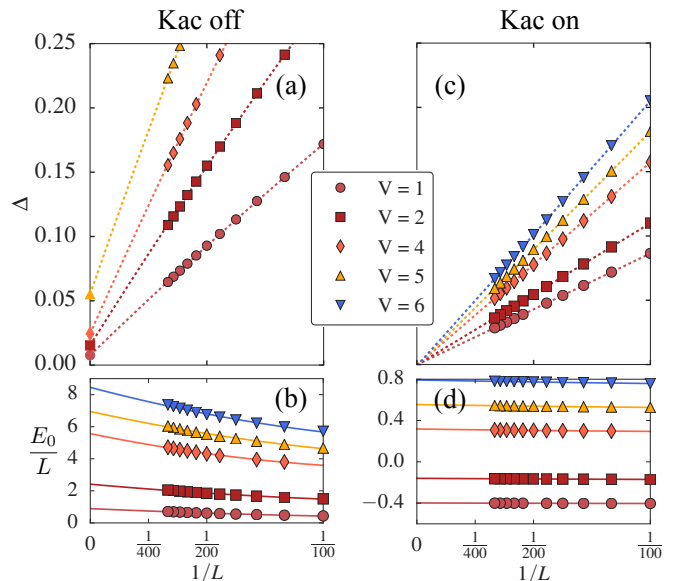 Kac off
Kac on
0.25
0.20
0.15
0.10
0.05
0.00
Δ
(a)
(c)
V = 1
V = 2
V = 4
V = 5
V = 6
8
6
4
2
0
E₀/L
(b)
0.8
0.4
0.0
−0.4
(d)
0
1/400
1/200
1/100
1/L
0
1/400
1/200
1/100
1/L